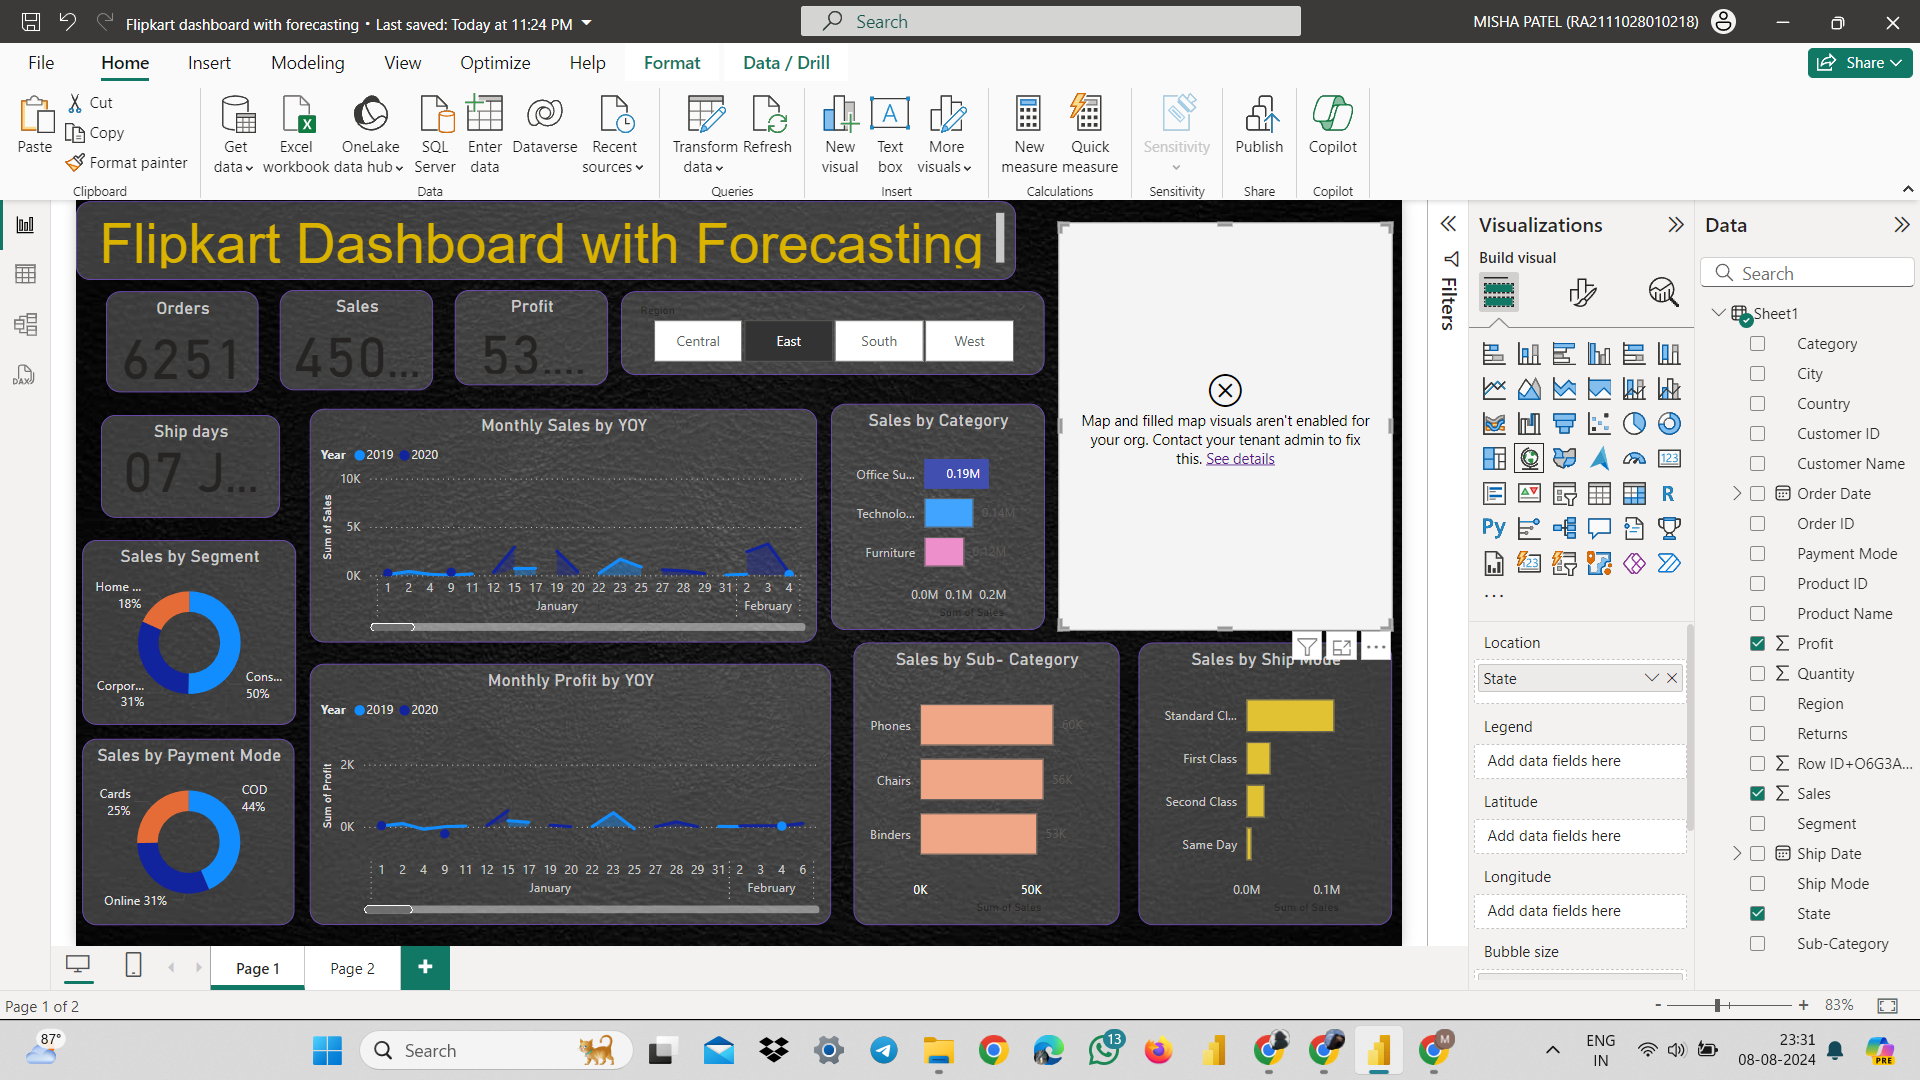 Flipkart dashboard with forecasting • Last saved: Today at 11:24 PM
Search
MISHA PATEL (RA2111028010218)
File Home Insert Modeling View Optimize Help Format Data / Drill
Share
Paste
Cut
Copy
Format painter
Clipboard
Get data
Excel workbook
OneLake data hub
SQL Server
Enter data
Dataverse
Recent sources
Data
Transform data
Refresh
Queries
New visual
Text box
More visuals
Insert
New measure
Quick measure
Calculations
Sensitivity
Sensitivity
Publish
Share
Copilot
Copilot
DAX
Flipkart Dashboard with Forecasting
Orders
6251
Sales
450...
Profit
53....
Region
Central East South West
Ship days
07 J...
Monthly Sales by YOY
Year 2019 2020
Sum of Sales
10K
5K
0K
1 2 4 9 11 12 15 17 19 20 22 23 25 27 28 29 31 2 3 4
January February
Sales by Category
Office Su... 0.19M
Technolo... 0.14M
Furniture 0.12M
0.0M 0.1M 0.2M
Sum of Sales
Map and filled map visuals aren't enabled for
your org. Contact your tenant admin to fix
this. See details
Sales by Segment
Home ...
18%
Corpor...
31%
Cons...
50%
Monthly Profit by YOY
Year 2019 2020
Sum of Profit
2K
0K
1 2 4 9 11 12 15 17 19 20 22 23 25 27 28 29 31 2 3 4 6
January February
Sales by Payment Mode
Cards
25%
COD
44%
Online 31%
Sales by Sub- Category
Phones 60K
Chairs 56K
Binders 53K
0K 50K
Sum of Sales
Sales by Ship Mode
Standard Cl...
First Class
Second Class
Same Day
0.0M 0.1M
Sum of Sales
Filters
Visualizations
Build visual
123
R
Py
123
...
Location
State
Legend
Add data fields here
Latitude
Add data fields here
Longitude
Add data fields here
Bubble size
Data
Search
Sheet1
Category
City
Country
Customer ID
Customer Name
Order Date
Order ID
Payment Mode
Product ID
Product Name
Profit
Quantity
Region
Returns
Row ID+O6G3A...
Sales
Segment
Ship Date
Ship Mode
State
Sub-Category
Page 1 Page 2 +
Page 1 of 2
- + 83%
87°
Search
13
M
ENG
IN
23:31
08-08-2024
PRE